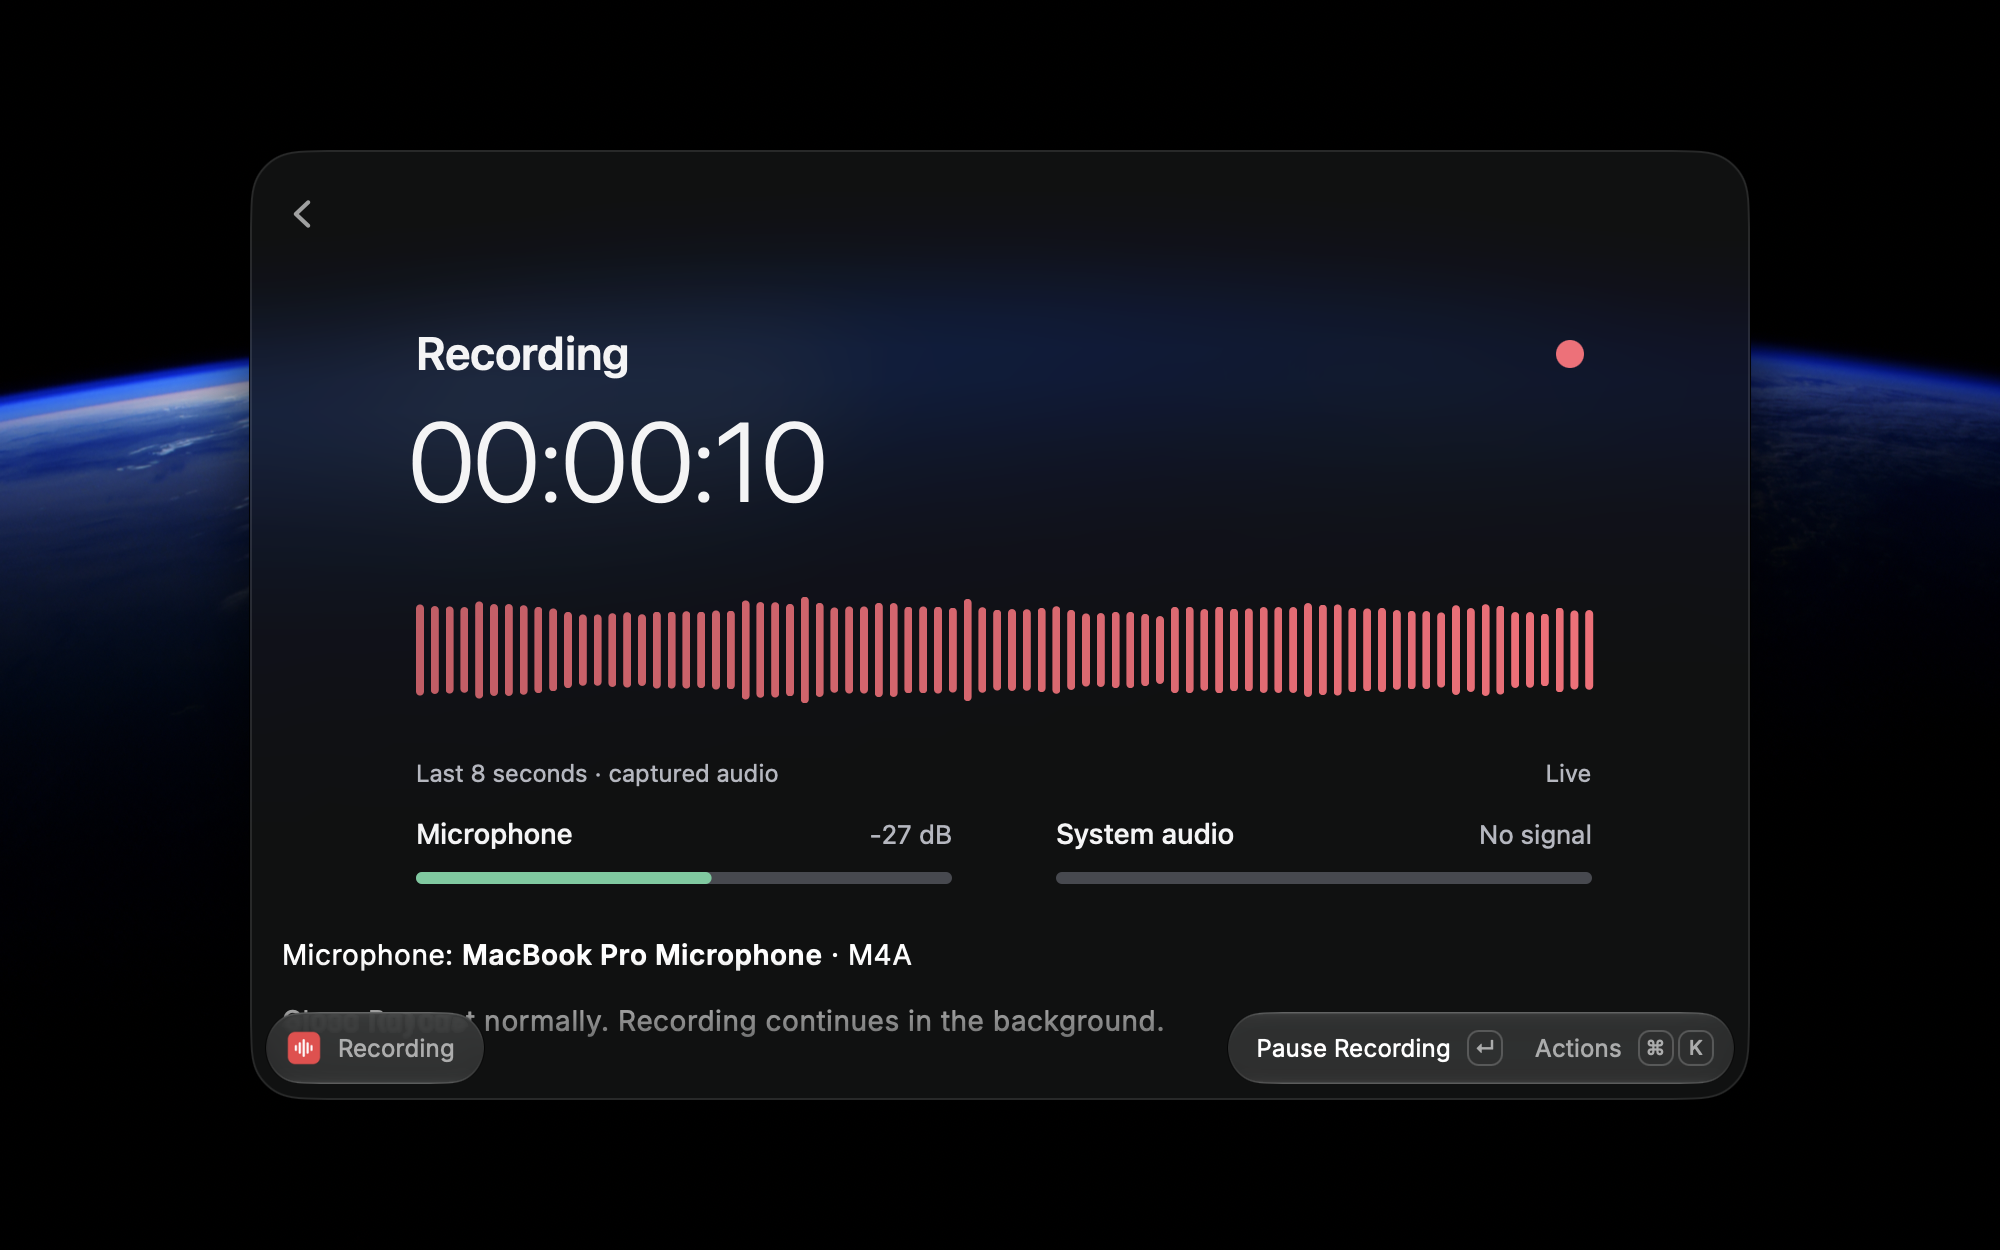 Recording
00:00:10
Last 8 seconds · captured audio
Live
Microphone
-27 dB
System audio
No signal
Microphone: MacBook Pro Microphone · M4A
normally. Recording continues in the background.
Recording
Pause Recording ↵ Actions ⌘ K